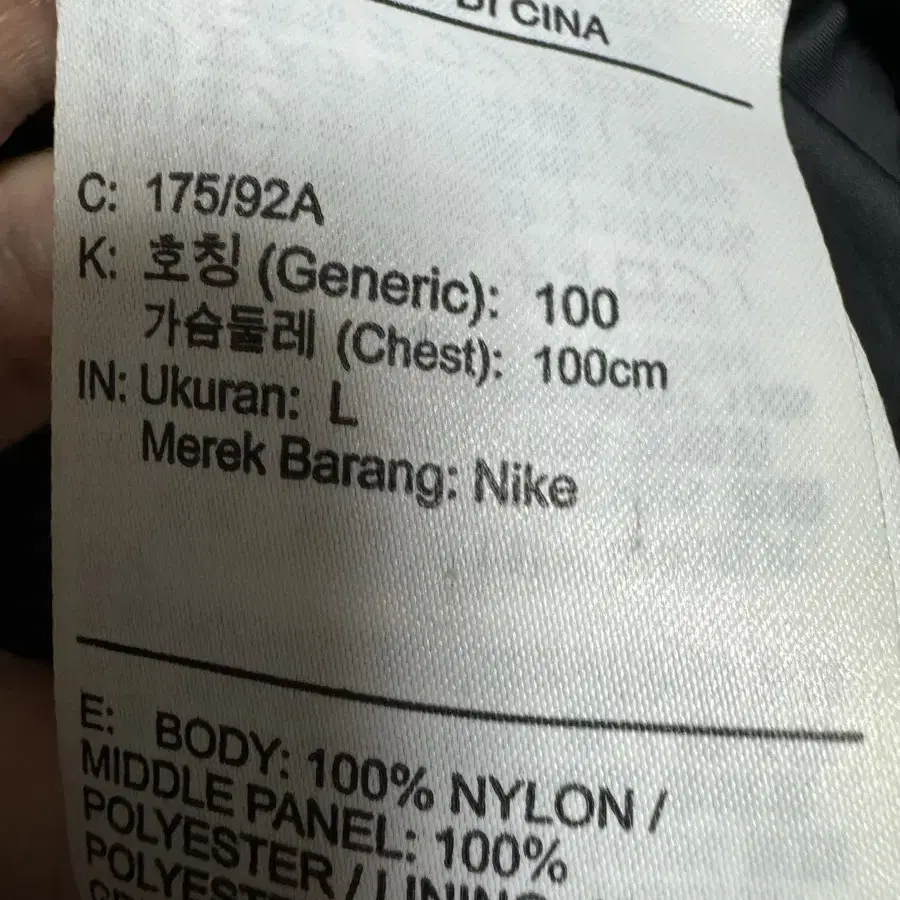 DI CINA
C: 175/92A
K: 호칭 (Generic): 100
가슴둘레 (Chest): 100cm
IN: Ukuran: L
Merek Barang: Nike
E: BODY: 100% NYLON /
MIDDLE PANEL: 100%
POLYESTER / LINING:
POLYESTER